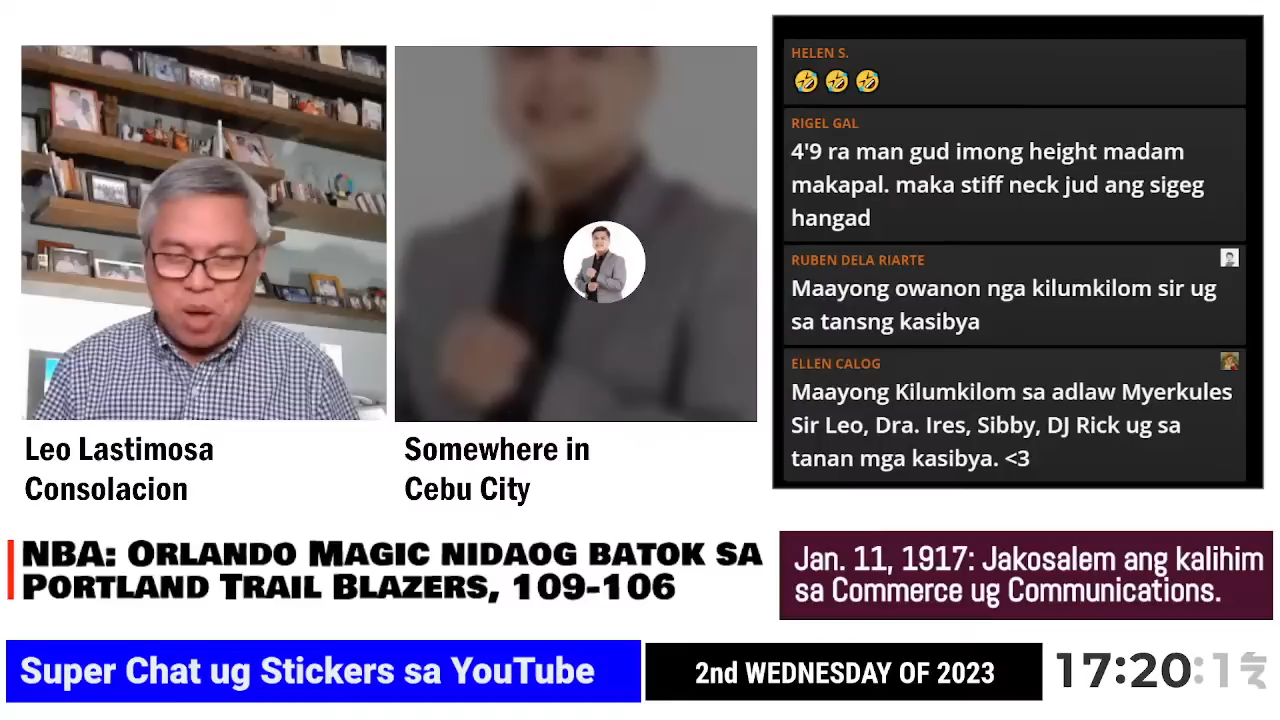 HELEN S.
🤣🤣🤣
RIGEL GAL
4'9 ra man gud imong height madam
makapal. maka stiff neck jud ang sigeg
hangad
RUBEN DELA RIARTE
Maayong owanon nga kilumkilom sir ug
sa tansng kasibya
ELLEN CALOG
Maayong Kilumkilom sa adlaw Myerkules
Sir Leo, Dra. Ires, Sibby, DJ Rick ug sa
tanan mga kasibya. <3
Leo Lastimosa
Consolacion
Somewhere in
Cebu City
NBA: ORLANDO MAGIC NIDAOG BATOK SA
PORTLAND TRAIL BLAZERS, 109-106
Jan. 11, 1917: Jakosalem ang kalihim
sa Commerce ug Communications.
Super Chat ug Stickers sa YouTube
2nd WEDNESDAY OF 2023
17:20:1